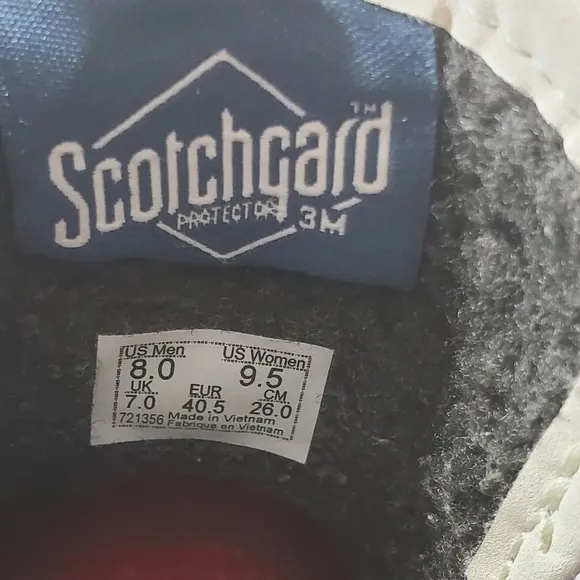 Scotchgard™
PROTECTOR 3M
US Men US Women
8.0 9.5
UK EUR CM
7.0 40.5 26.0
721356 Made in Vietnam
Fabrique en Vietnam